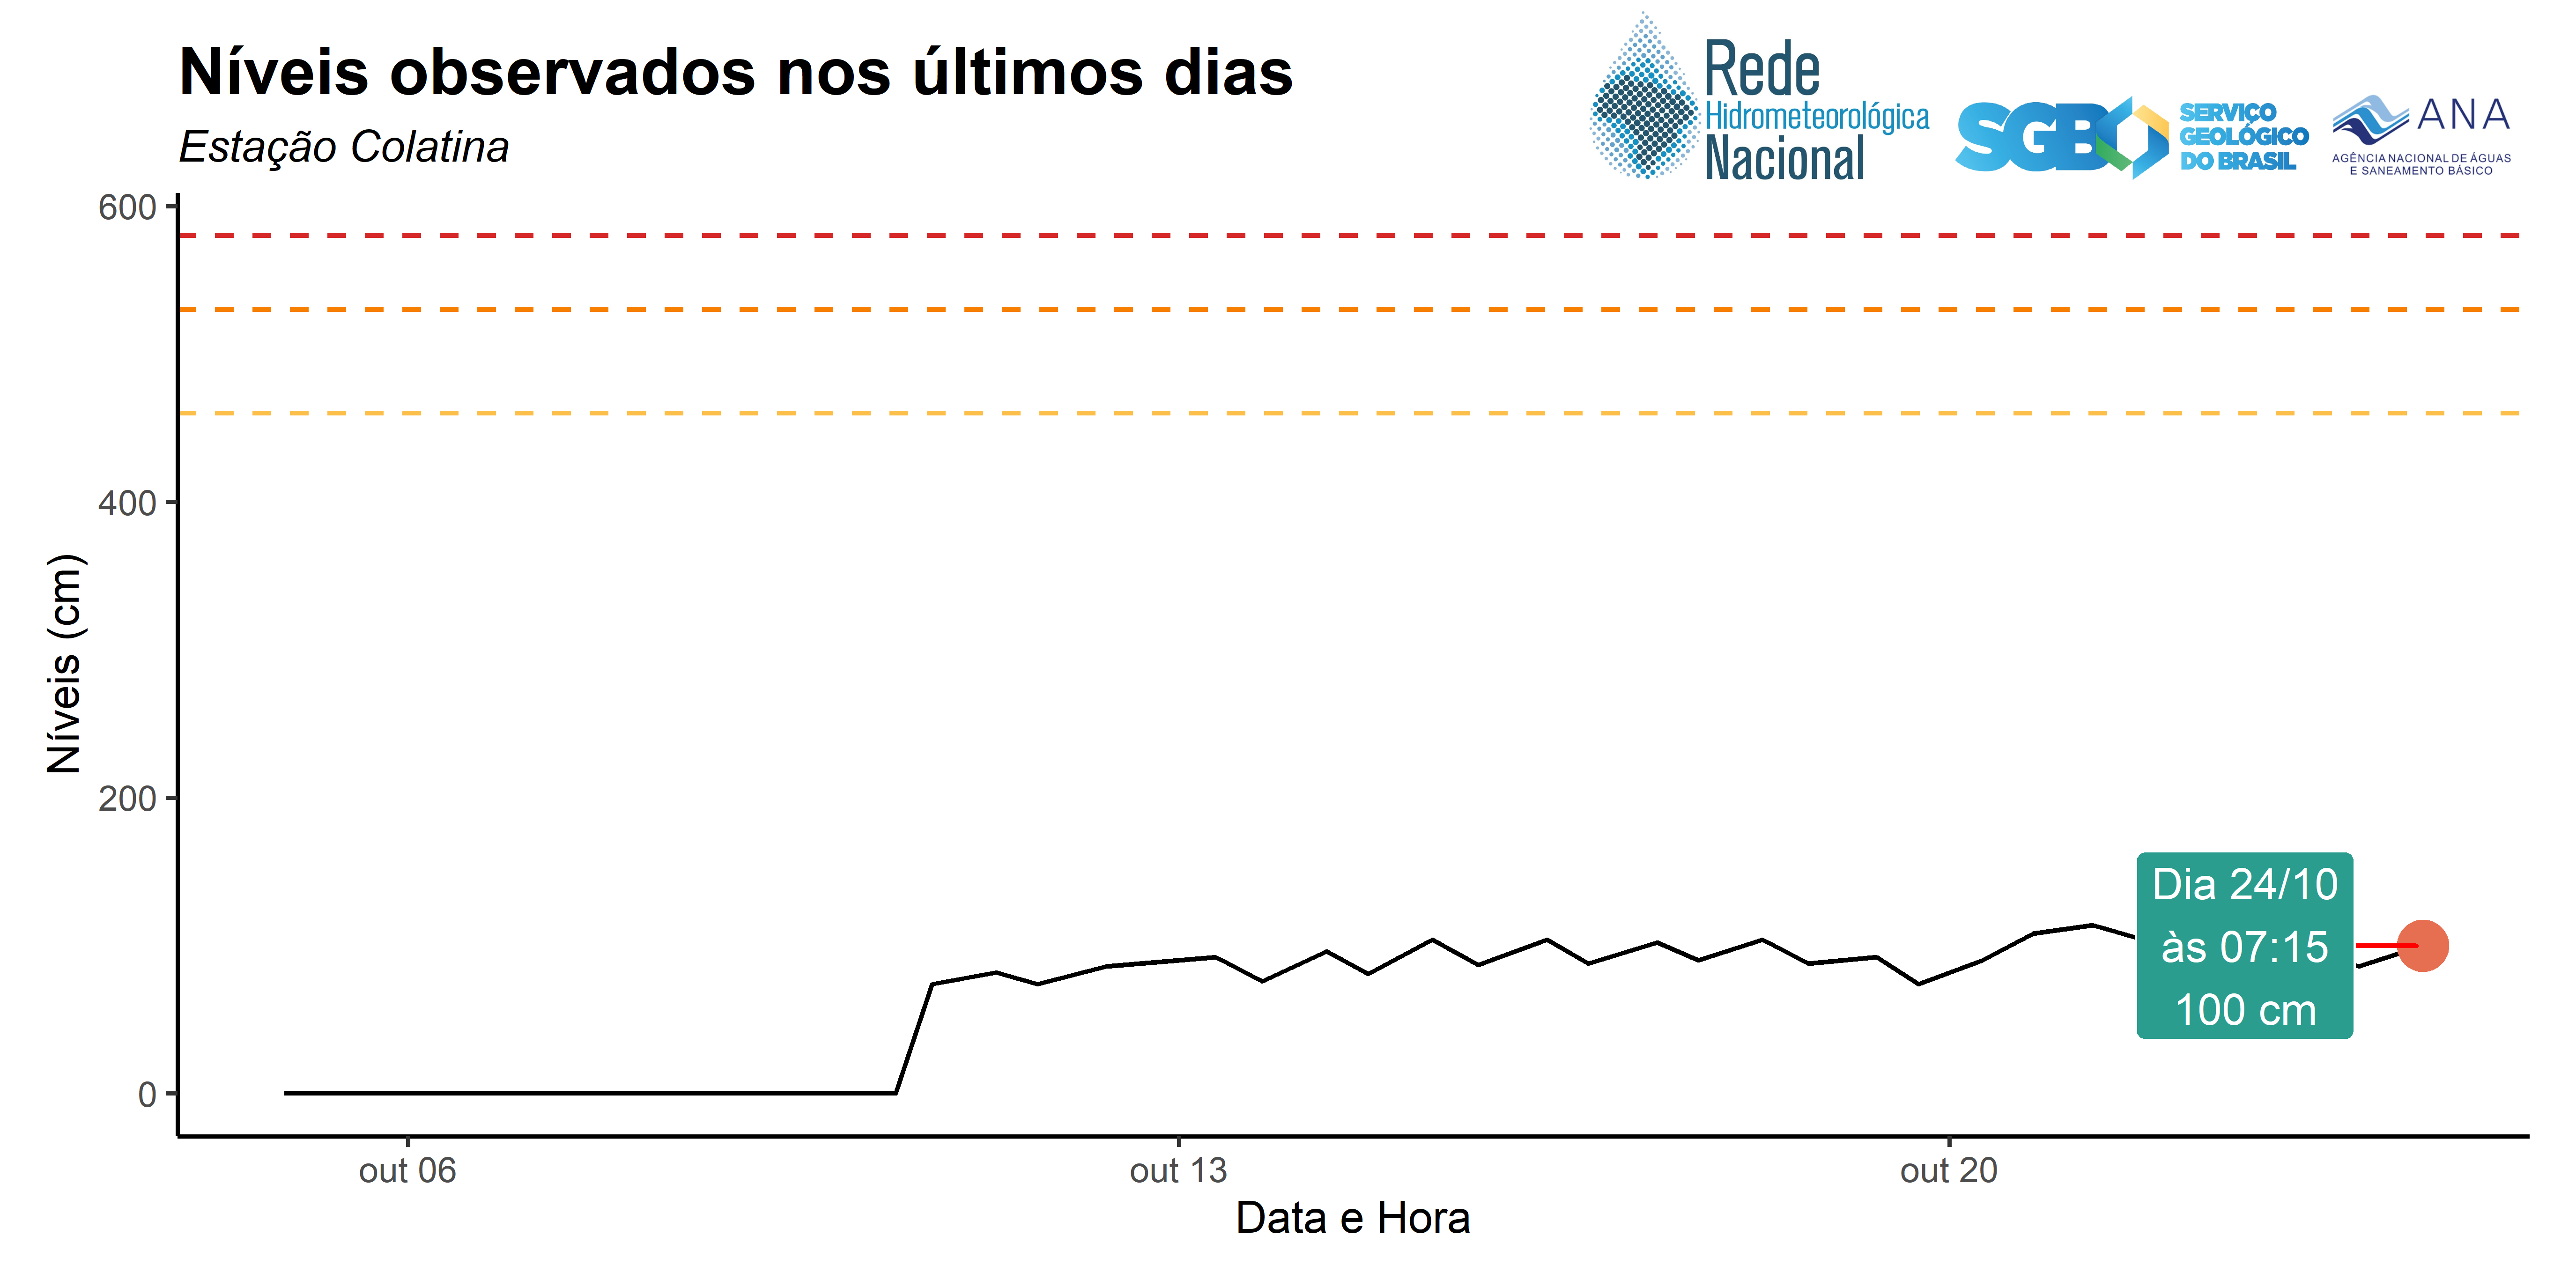 Níveis observados nos últimos dias
Estação Colatina
Rede
Hidrometeorológica
Nacional
SGB
SERVIÇO
GEOLÓGICO
DO BRASIL
ANA
AGÊNCIA NACIONAL DE ÁGUAS
E SANEAMENTO BÁSICO
600
400
200
0
Níveis (cm)
Dia 24/10
às 07:15
100 cm
out 06
out 13
out 20
Data e Hora